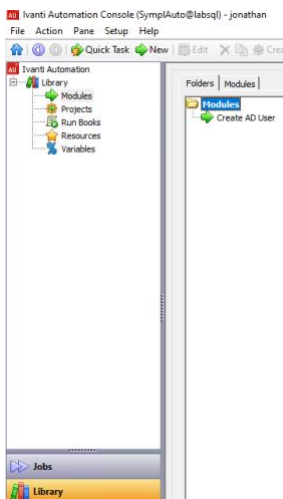 Ivanti Automation Console (SymplAuto@labsql) - jonathan
File Action Pane Setup Help
Quick Task New Edit
Ivanti Automation
Library
Modules
Projects
Run Books
Resources
Variables
Folders Modules
Modules
Create AD User
Jobs
Library